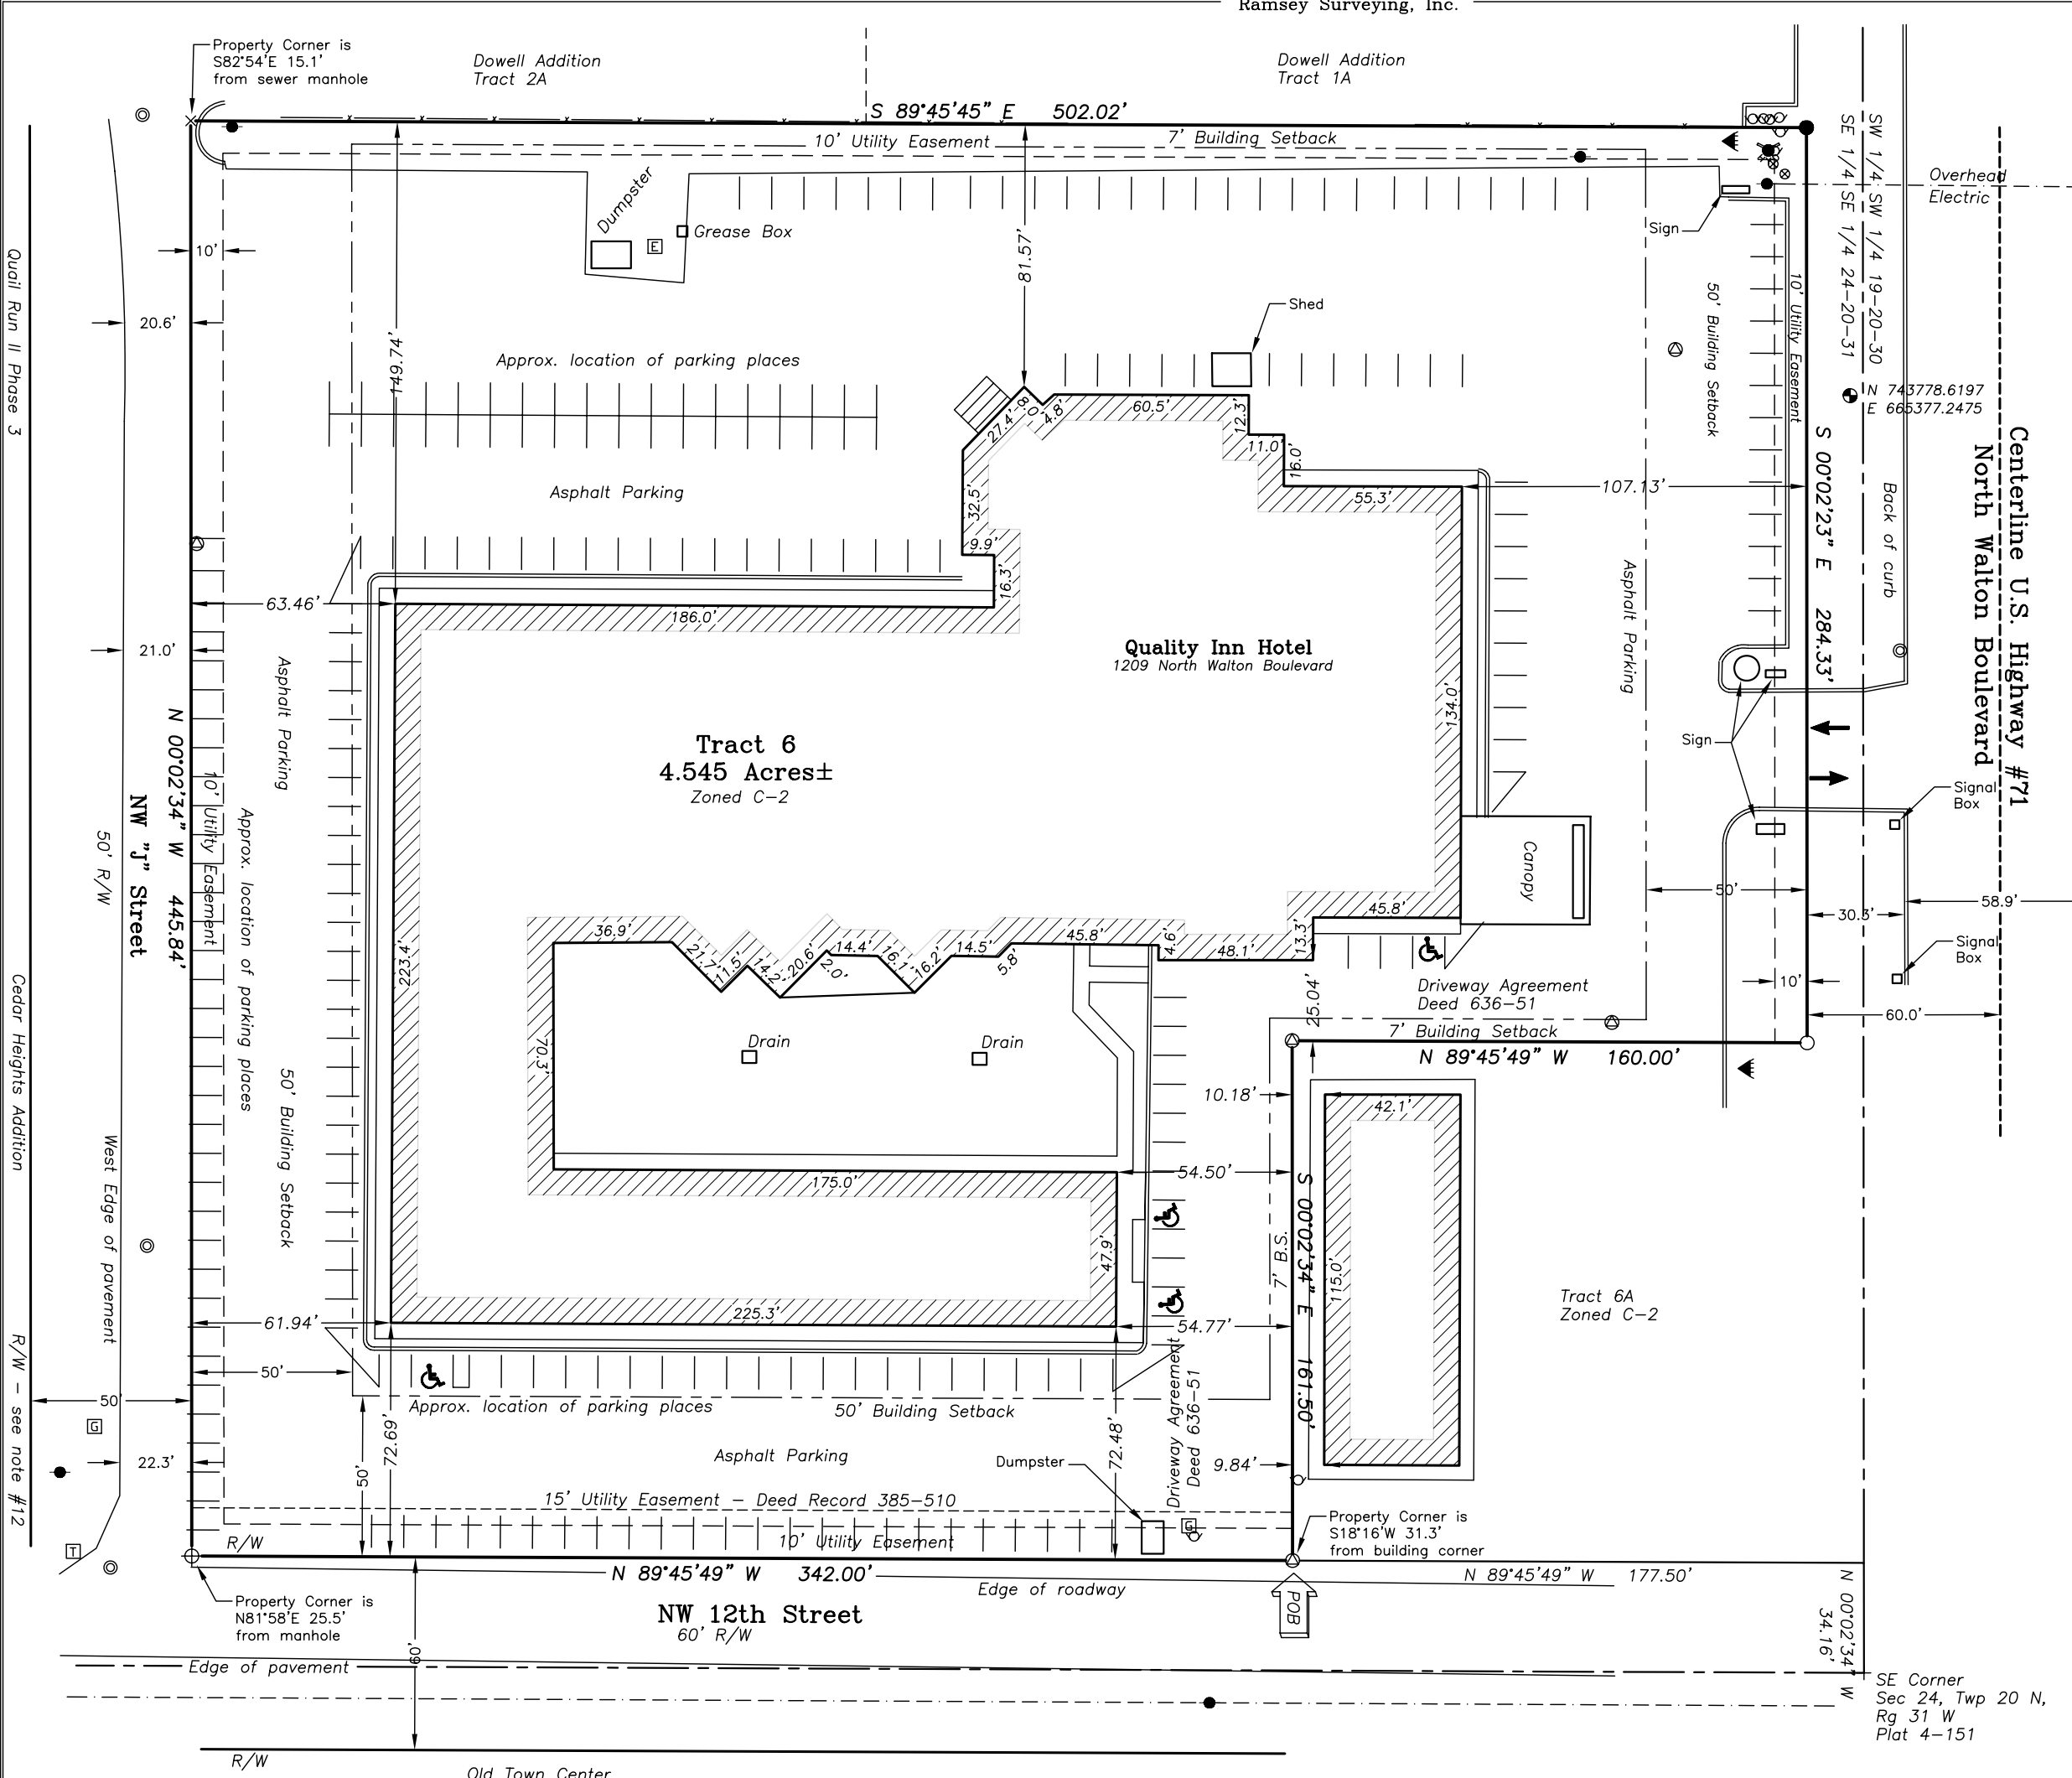 Ramsey Surveying, Inc.
Property Corner is
S82°54'E 15.1'
from sewer manhole
Dowell Addition
Tract 2A
Dowell Addition
Tract 1A
S 89°45'45" E 502.02'
10' Utility Easement
7' Building Setback
SW 1/4 SW 1/4 19-20-30
SE 1/4 SE 1/4 24-20-31
Overhead
Electric
Dumpster
E
Grease Box
Sign
10'
81.57'
149.74'
Quail Run II Phase 3
20.6'
Shed
50' Building Setback
10' Utility Easement
N 743778.6197
E 665377.2475
Approx. location of parking places
Asphalt Parking
27.4'
8.0'
4.8'
60.5'
12.3'
11.0'
16.0'
55.3'
107.13'
S 00°02'23" E 284.33'
Back of curb
Centerline U.S. Highway #71
North Walton Boulevard
32.5'
9.9'
16.3'
63.46'
186.0'
Asphalt Parking
21.0'
Quality Inn Hotel
1209 North Walton Boulevard
134.0'
Asphalt Parking
Tract 6
4.545 Acres±
Zoned C-2
Sign
Signal
Box
N 00°02'34" W 445.84'
10' Utility Easement
NW "J" Street
50' R/W
Approx. location of parking places
Canopy
50'
30.3'
58.9'
Signal
Box
10'
60.0'
223.4'
36.9'
21.7'
11.5'
14.2'
20.6'
2.0'
14.4'
16.1'
16.2'
14.5'
5.8'
45.8'
4.6'
48.1'
13.3'
45.8'
25.04'
Driveway Agreement
Deed 636-51
7' Building Setback
N 89°45'49" W 160.00'
Drain
Drain
70.3'
Cedar Heights Addition
50' Building Setback
West Edge of pavement
10.18'
42.1'
175.0'
54.50'
47.9'
7' B.S.
S 00°02'34" E 161.50'
115.0'
Tract 6A
Zoned C-2
61.94'
225.3'
54.77'
50'
50'
G
R/W - see note #12
Approx. location of parking places
50' Building Setback
72.69'
50'
72.48'
Asphalt Parking
Driveway Agreement
Deed 636-51
Dumpster
9.84'
22.3'
15' Utility Easement - Deed Record 385-510
G
Property Corner is
S18°16'W 31.3'
from building corner
T
R/W
10' Utility Easement
N 89°45'49" W 342.00'
Edge of roadway
N 89°45'49" W 177.50'
N 00°02'34" W
34.16'
Property Corner is
N81°58'E 25.5'
from manhole
NW 12th Street
60' R/W
60'
POB
Edge of pavement
SE Corner
Sec 24, Twp 20 N,
Rg 31 W
Plat 4-151
R/W
Old Town Center